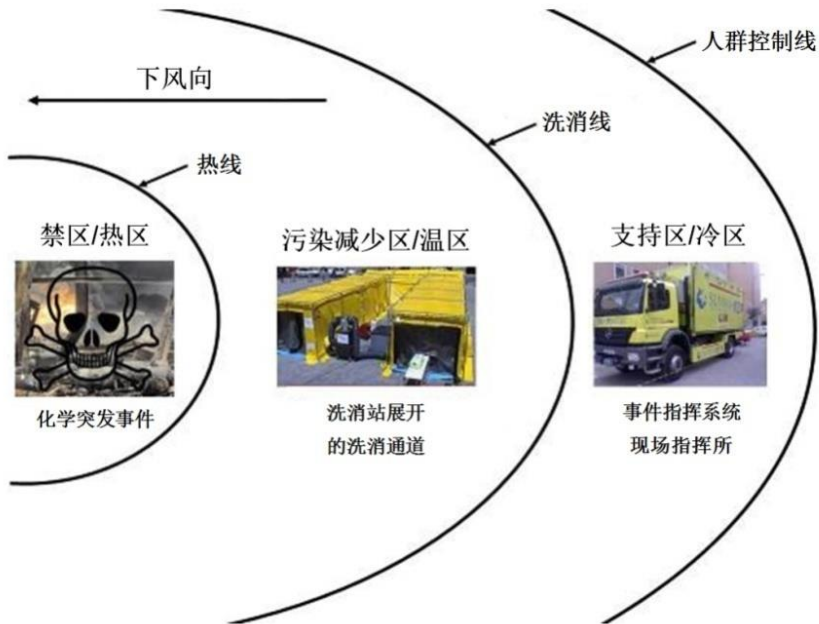 人群控制线
下风向
洗消线
热线
禁区/热区
污染减少区/温区
支持区/冷区
化学突发事件
洗消站展开
的洗消通道
事件指挥系统
现场指挥所